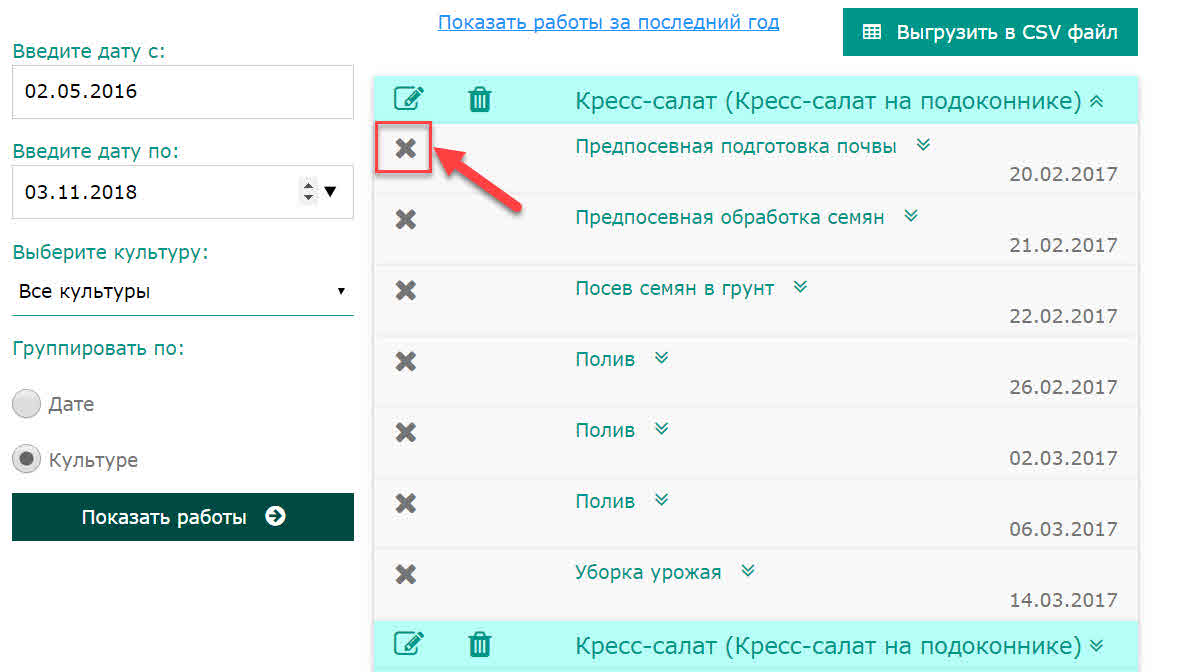 Показать работы за последний год
Выгрузить в CSV файл
Введите дату с:
02.05.2016
Введите дату по:
03.11.2018
Выберите культуру:
Все культуры
Группировать по:
Дате
Культуре
Показать работы
Кресс-салат (Кресс-салат на подоконнике)
Предпосевная подготовка почвы
20.02.2017
Предпосевная обработка семян
21.02.2017
Посев семян в грунт
22.02.2017
Полив
26.02.2017
Полив
02.03.2017
Полив
06.03.2017
Уборка урожая
14.03.2017
Кресс-салат (Кресс-салат на подоконнике)